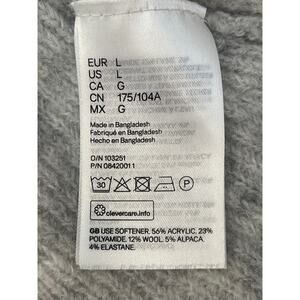 EUR L
US L
CA G
CN 175/104A
MX G
Made in Bangladesh
Fabriqué en Bangladesh
Hecho en Bangladesh
O/N 103251
P/N 08420011
30
P
clevercare.info
GB USE SOFTENER. 56% ACRYLIC. 23%
POLYAMIDE. 12% WOOL. 5% ALPACA.
4% ELASTANE.